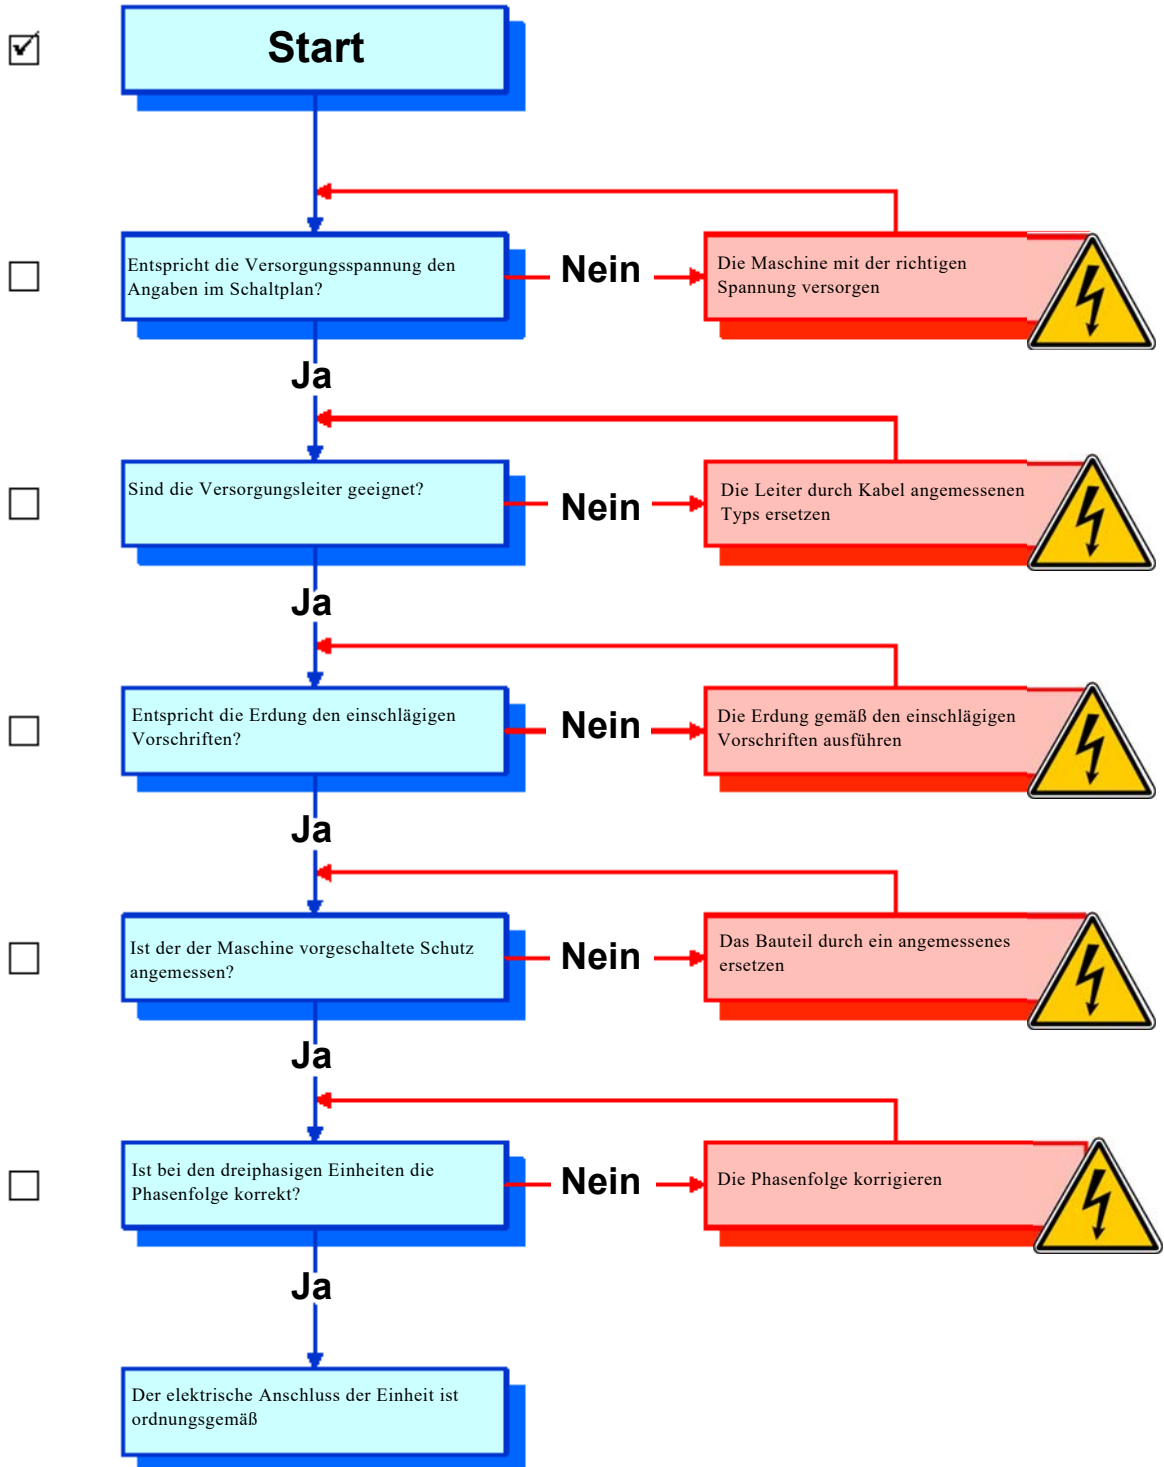 Start
Entspricht die Versorgungsspannung den
Angaben im Schaltplan?
Nein
Die Maschine mit der richtigen
Spannung versorgen
Ja
Sind die Versorgungsleiter geeignet?
Nein
Die Leiter durch Kabel angemessenen
Typs ersetzen
Ja
Entspricht die Erdung den einschlägigen
Vorschriften?
Nein
Die Erdung gemäß den einschlägigen
Vorschriften ausführen
Ja
Ist der der Maschine vorgeschaltete Schutz
angemessen?
Nein
Das Bauteil durch ein angemessenes
ersetzen
Ja
Ist bei den dreiphasigen Einheiten die
Phasenfolge korrekt?
Nein
Die Phasenfolge korrigieren
Ja
Der elektrische Anschluss der Einheit ist
ordnungsgemäß